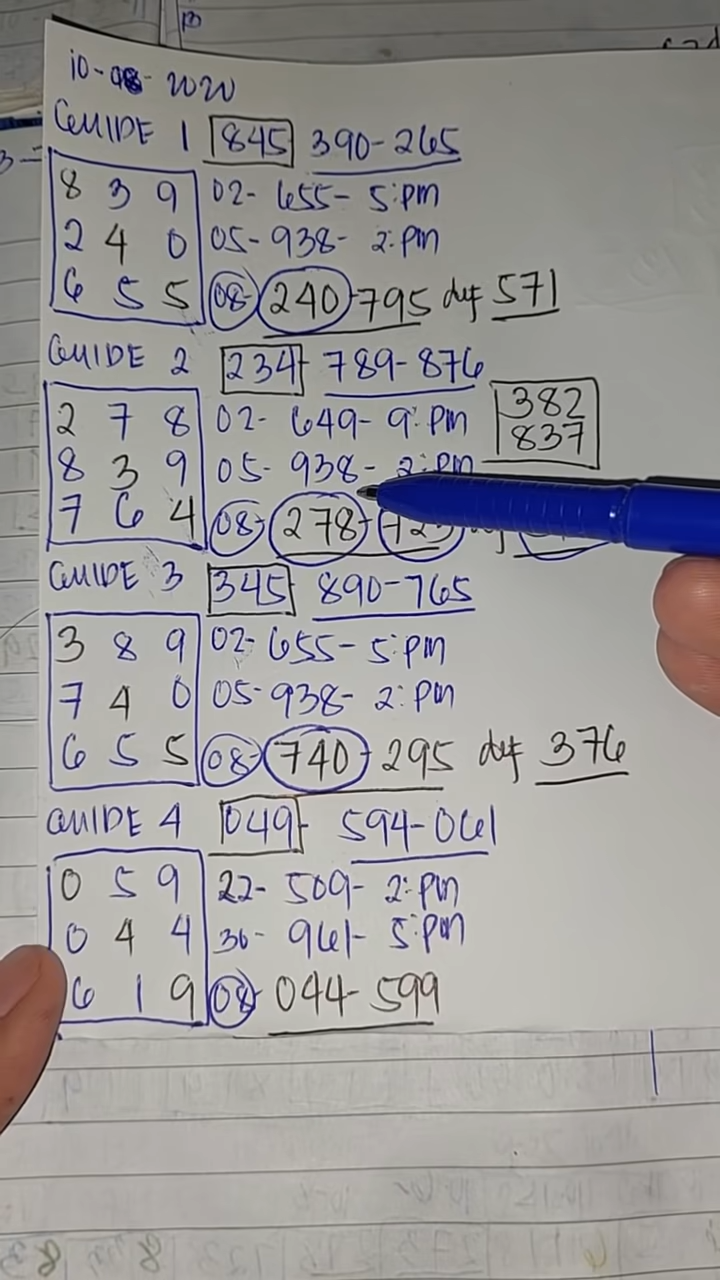 10-08-2020
GUIDE 1 845 390-265
8 3 9 02- 655- 5:pm
2 4 0 05-938- 2:pm
6 5 5 08- 240-795 def 571
GUIDE 2 234- 789-876
382
2 7 8 02- 649- 9:pm
837
8 3 9 05- 938- 2:pm
7 6 4 08- 278-
GUIDE 3 345- 890-765
3 8 9 02- 655- 5:pm
7 4 0 05-938- 2:pm
6 5 5 08- 740-295 def 376
GUIDE 4 049- 594-061
0 5 9 22- 509- 2:pm
0 4 4 30- 961- 5:pm
6 1 9 08- 044-599